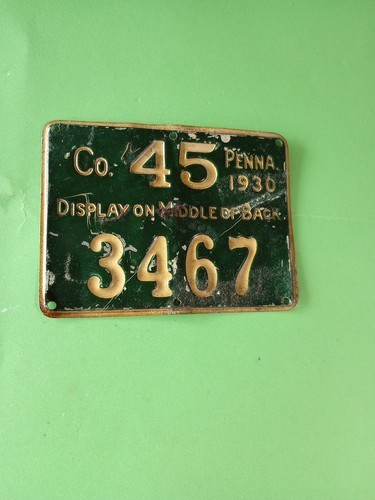 Co. 45 PENNA.
1930
DISPLAY ON MIDDLE OF BACK
3467